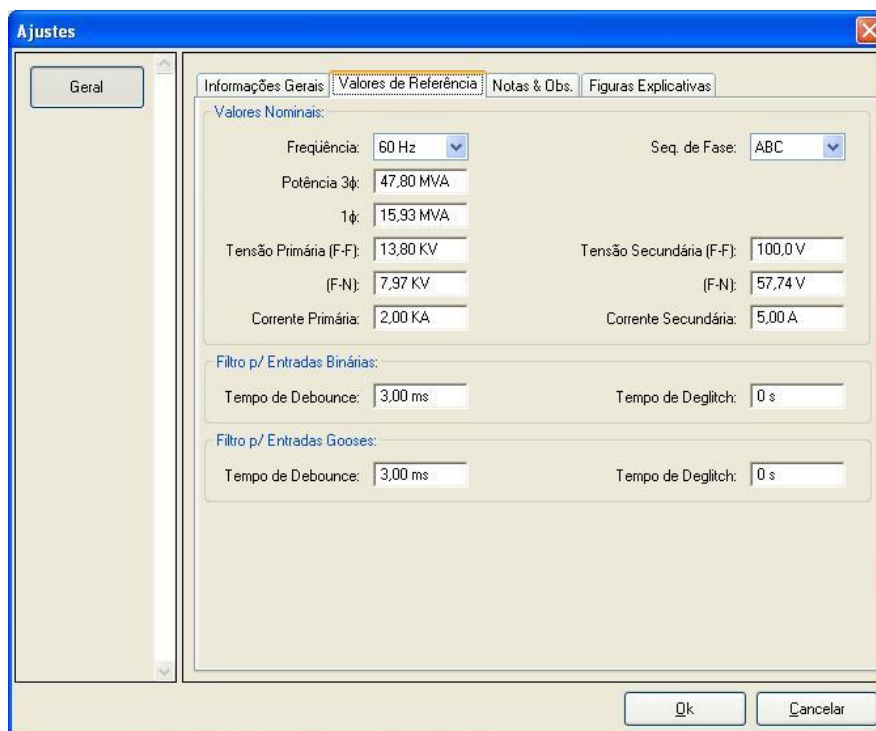 Ajustes
Geral
Informações Gerais Valores de Referência Notas & Obs. Figuras Explicativas
Valores Nominais:
Freqüência: 60 Hz Seq. de Fase: ABC
Potência 3ϕ: 47,80 MVA
1ϕ: 15,93 MVA
Tensão Primária (F-F): 13,80 KV Tensão Secundária (F-F): 100,0 V
(F-N): 7,97 KV (F-N): 57,74 V
Corrente Primária: 2,00 KA Corrente Secundária: 5,00 A
Filtro p/ Entradas Binárias:
Tempo de Debounce: 3,00 ms Tempo de Deglitch: 0 s
Filtro p/ Entradas Gooses:
Tempo de Debounce: 3,00 ms Tempo de Deglitch: 0 s
Ok Cancelar